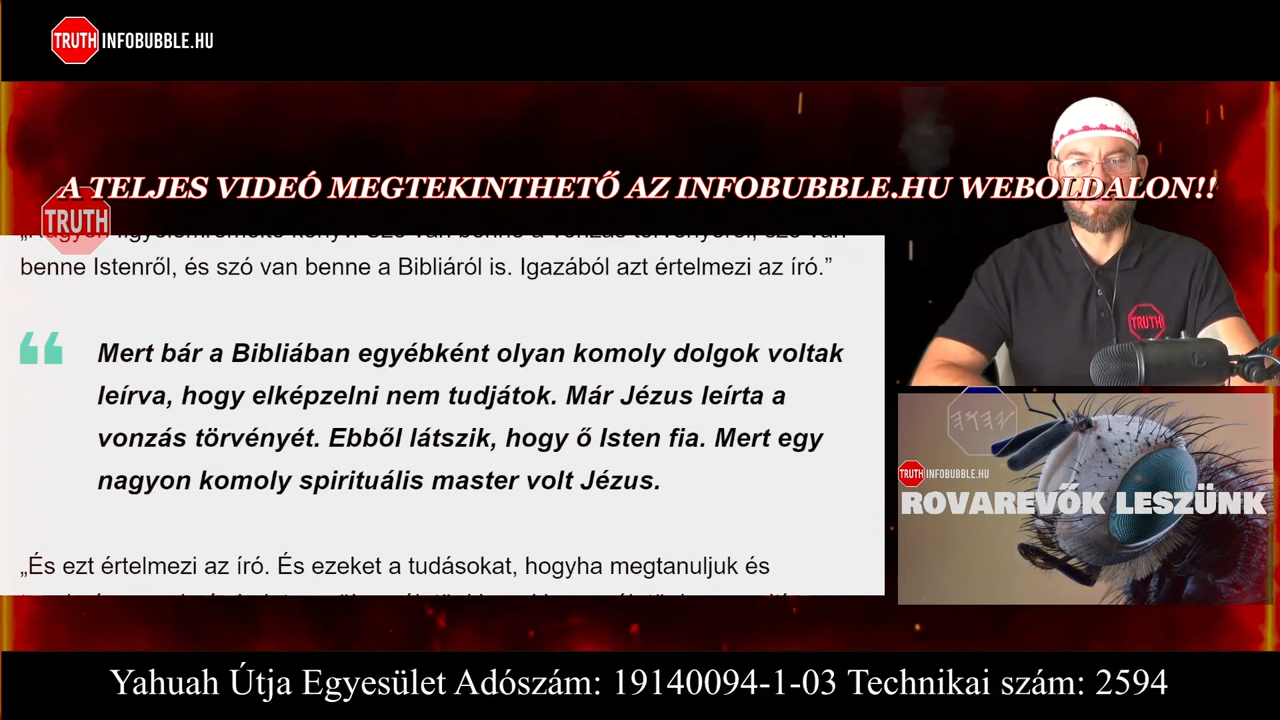 TRUTH INFOBUBBLE.HU
A TELJES VIDEÓ MEGTEKINTHETŐ AZ INFOBUBBLE.HU WEBOLDALON!!
TRUTH
benne Istenről, és szó van benne a Bibliáról is. Igazából azt értelmezi az író.”
Mert bár a Bibliában egyébként olyan komoly dolgok voltak
leírva, hogy elképzelni nem tudjátok. Már Jézus leírta a
vonzás törvényét. Ebből látszik, hogy ő Isten fia. Mert egy
nagyon komoly spirituális master volt Jézus.
„És ezt értelmezi az író. És ezeket a tudásokat, hogyha megtanuljuk és
TRUTH
TRUTH INFOBUBBLE.HU
ROVAREVŐK LESZÜNK
Yahuah Útja Egyesület Adószám: 19140094-1-03 Technikai szám: 2594